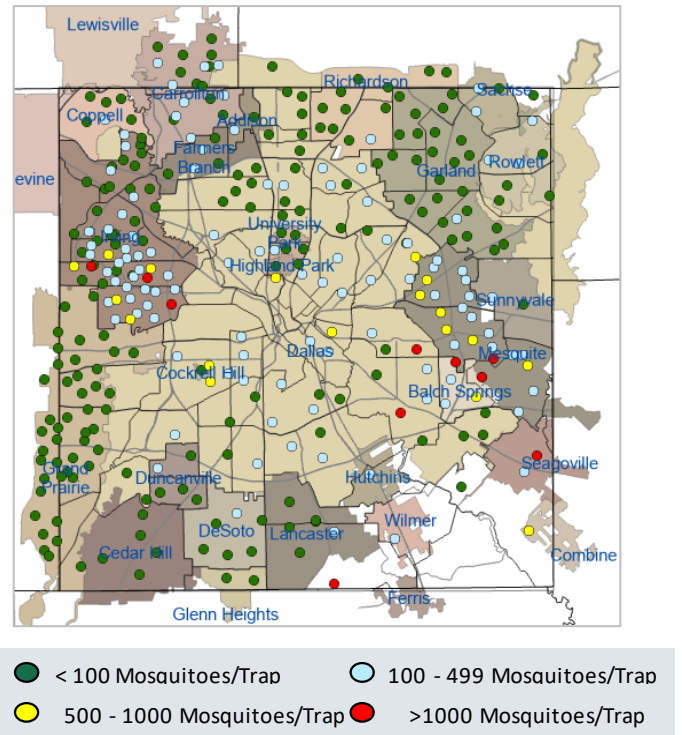 Lewisville
Richardson
Sachse
Carrollton
Coppell
Addison
Farmers
Branch
Rowlett
Garland
evine
University
Park
Irving
Highland Park
Sunnyvale
Dallas
Mesquite
Cockrell Hill
Balch Springs
Grand
Prairie
Duncanville
Hutchins
Seagoville
DeSoto
Lancaster
Wilmer
Cedar Hill
Combine
Ferris
Glenn Heights
< 100 Mosquitoes/Trap
100 - 499 Mosquitoes/Trap
500 - 1000 Mosquitoes/Trap
>1000 Mosquitoes/Trap